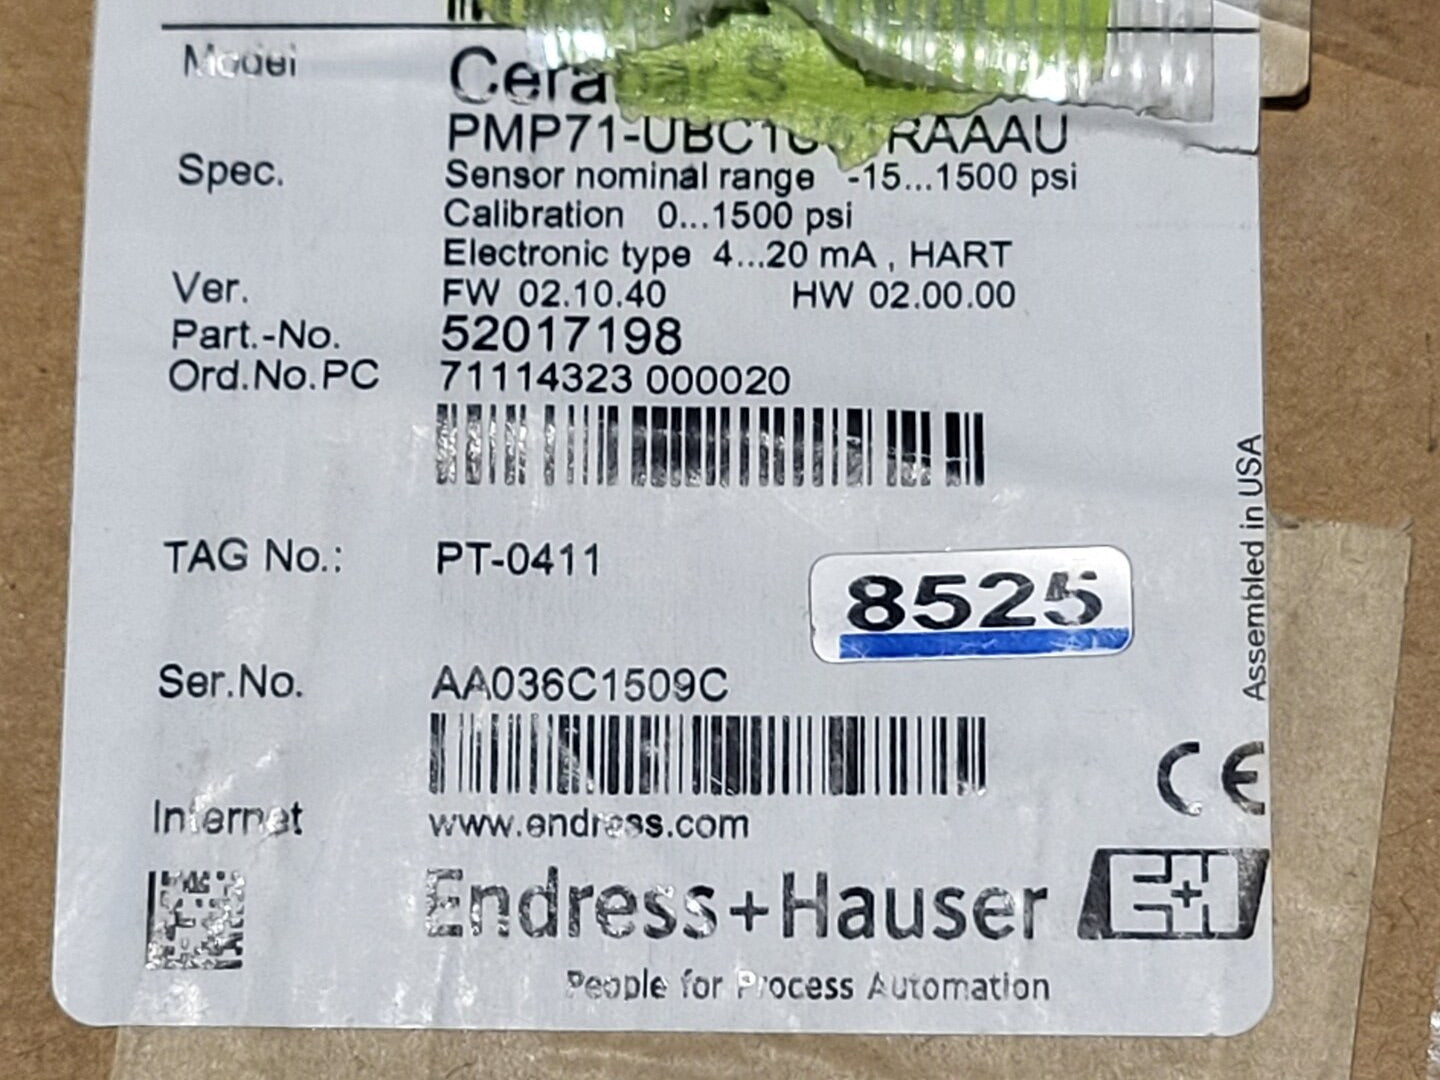 Model
Spec. Sensor nominal range -15...1500 psi
Calibration 0...1500 psi
Electronic type 4...20 mA , HART
Ver. FW 02.10.40 HW 02.00.00
Part.-No. 52017198
Ord.No.PC 71114323 000020
TAG No.: PT-0411
8525
Assembled in USA
Ser.No. AA036C1509C
CE
Internet www.endress.com
Endress+Hauser
E+H
People for Process Automation